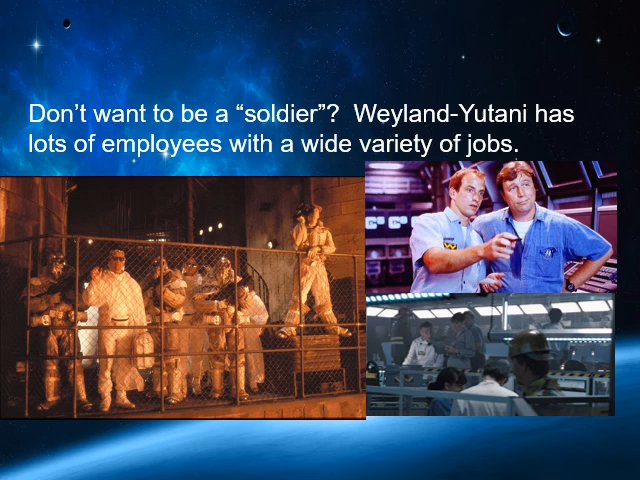 Don’t want to be a “soldier”?  Weyland-Yutani has
lots of employees with a wide variety of jobs.